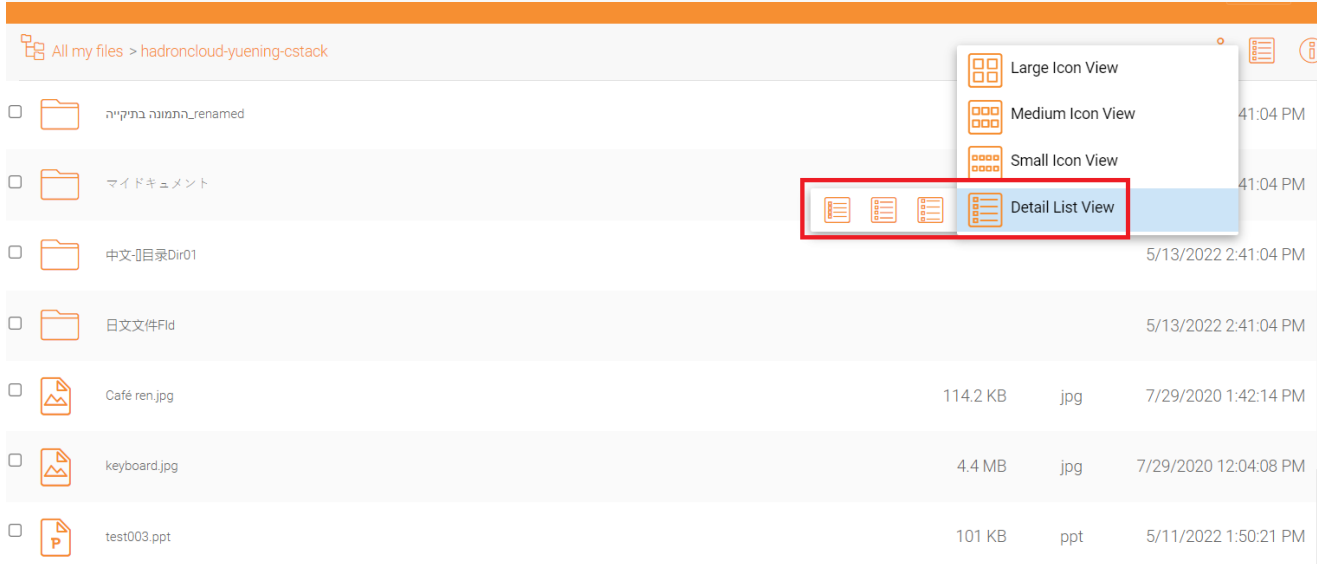 All my files > hadroncloud-yuening-cstack
Large Icon View
Medium Icon View
Small Icon View
Detail List View
התמונה בתיקייה_renamed
41:04 PM
マイドキュメント
41:04 PM
中文-[]目录Dir01
5/13/2022 2:41:04 PM
日文文件Fld
5/13/2022 2:41:04 PM
Café ren.jpg 114.2 KB jpg 7/29/2020 1:42:14 PM
keyboard.jpg 4.4 MB jpg 7/29/2020 12:04:08 PM
test003.ppt 101 KB ppt 5/11/2022 1:50:21 PM
P